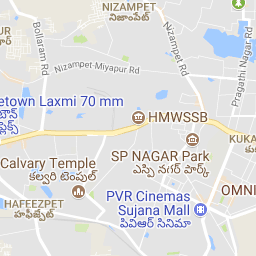 NIZAMPET
నిజాంపేట్
Bollaram Rd
Nizampet Rd
Nizampet-Miyapur Rd
Pragathi Nagar Rd
etown Laxmi 70 mm
HMWSSB
KUKA
SP NAGAR Park
ఎస్పి నగర్ పార్క్
Calvary Temple
కల్వరి టెంపుల్
OMNI
PVR Cinemas
Sujana Mall
పివిఆర్ సినిమా
HAFEEZPET
హఫీజ్పేట్